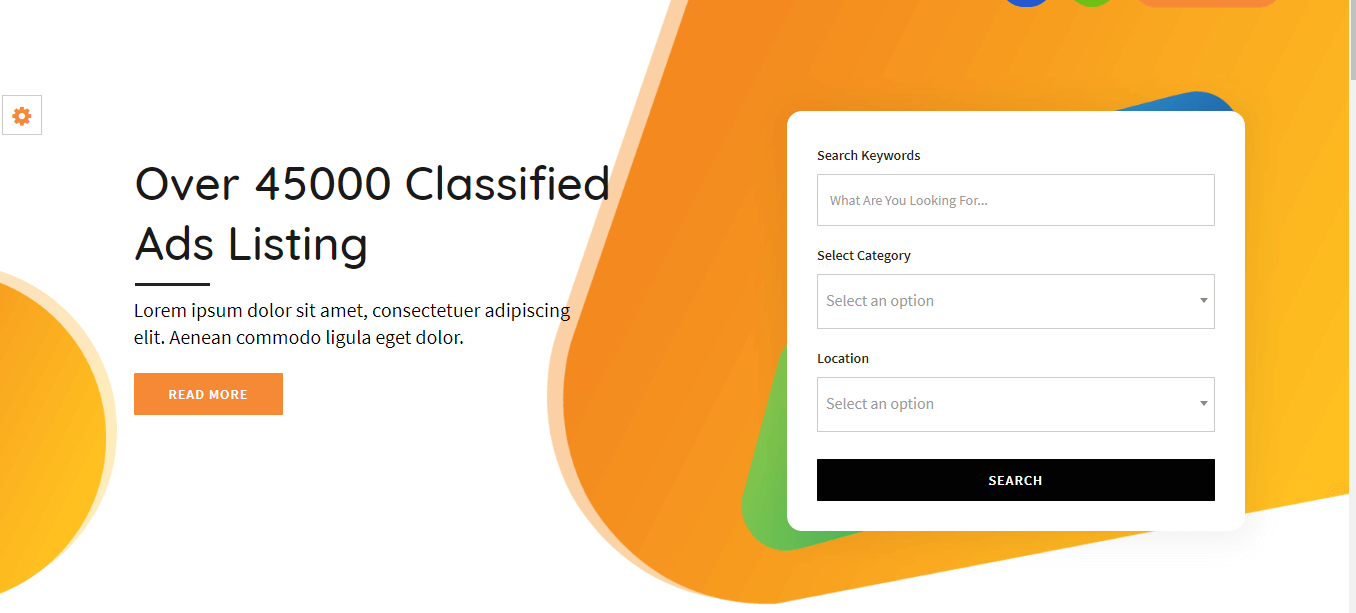 Over 45000 Classified
Ads Listing
Lorem ipsum dolor sit amet, consectetuer adipiscing
elit. Aenean commodo ligula eget dolor.
READ MORE
Search Keywords
What Are You Looking For...
Select Category
Select an option
Location
Select an option
SEARCH